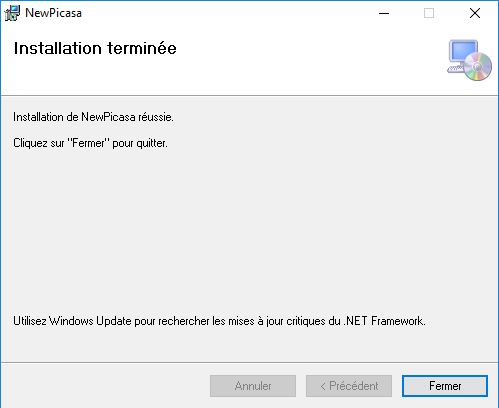 NewPicasa
Installation terminée
Installation de NewPicasa réussie.
Cliquez sur "Fermer" pour quitter.
Utilisez Windows Update pour rechercher les mises à jour critiques du .NET Framework.
Annuler
< Précédent
Fermer